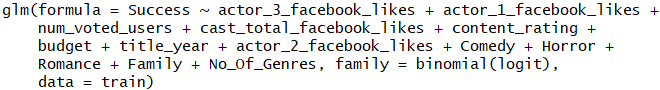 glm(formula = Success ~ actor_3_facebook_likes + actor_1_facebook_likes +
num_voted_users + cast_total_facebook_likes + content_rating +
budget + title_year + actor_2_facebook_likes + Comedy + Horror +
Romance + Family + No_Of_Genres, family = binomial(logit),
data = train)